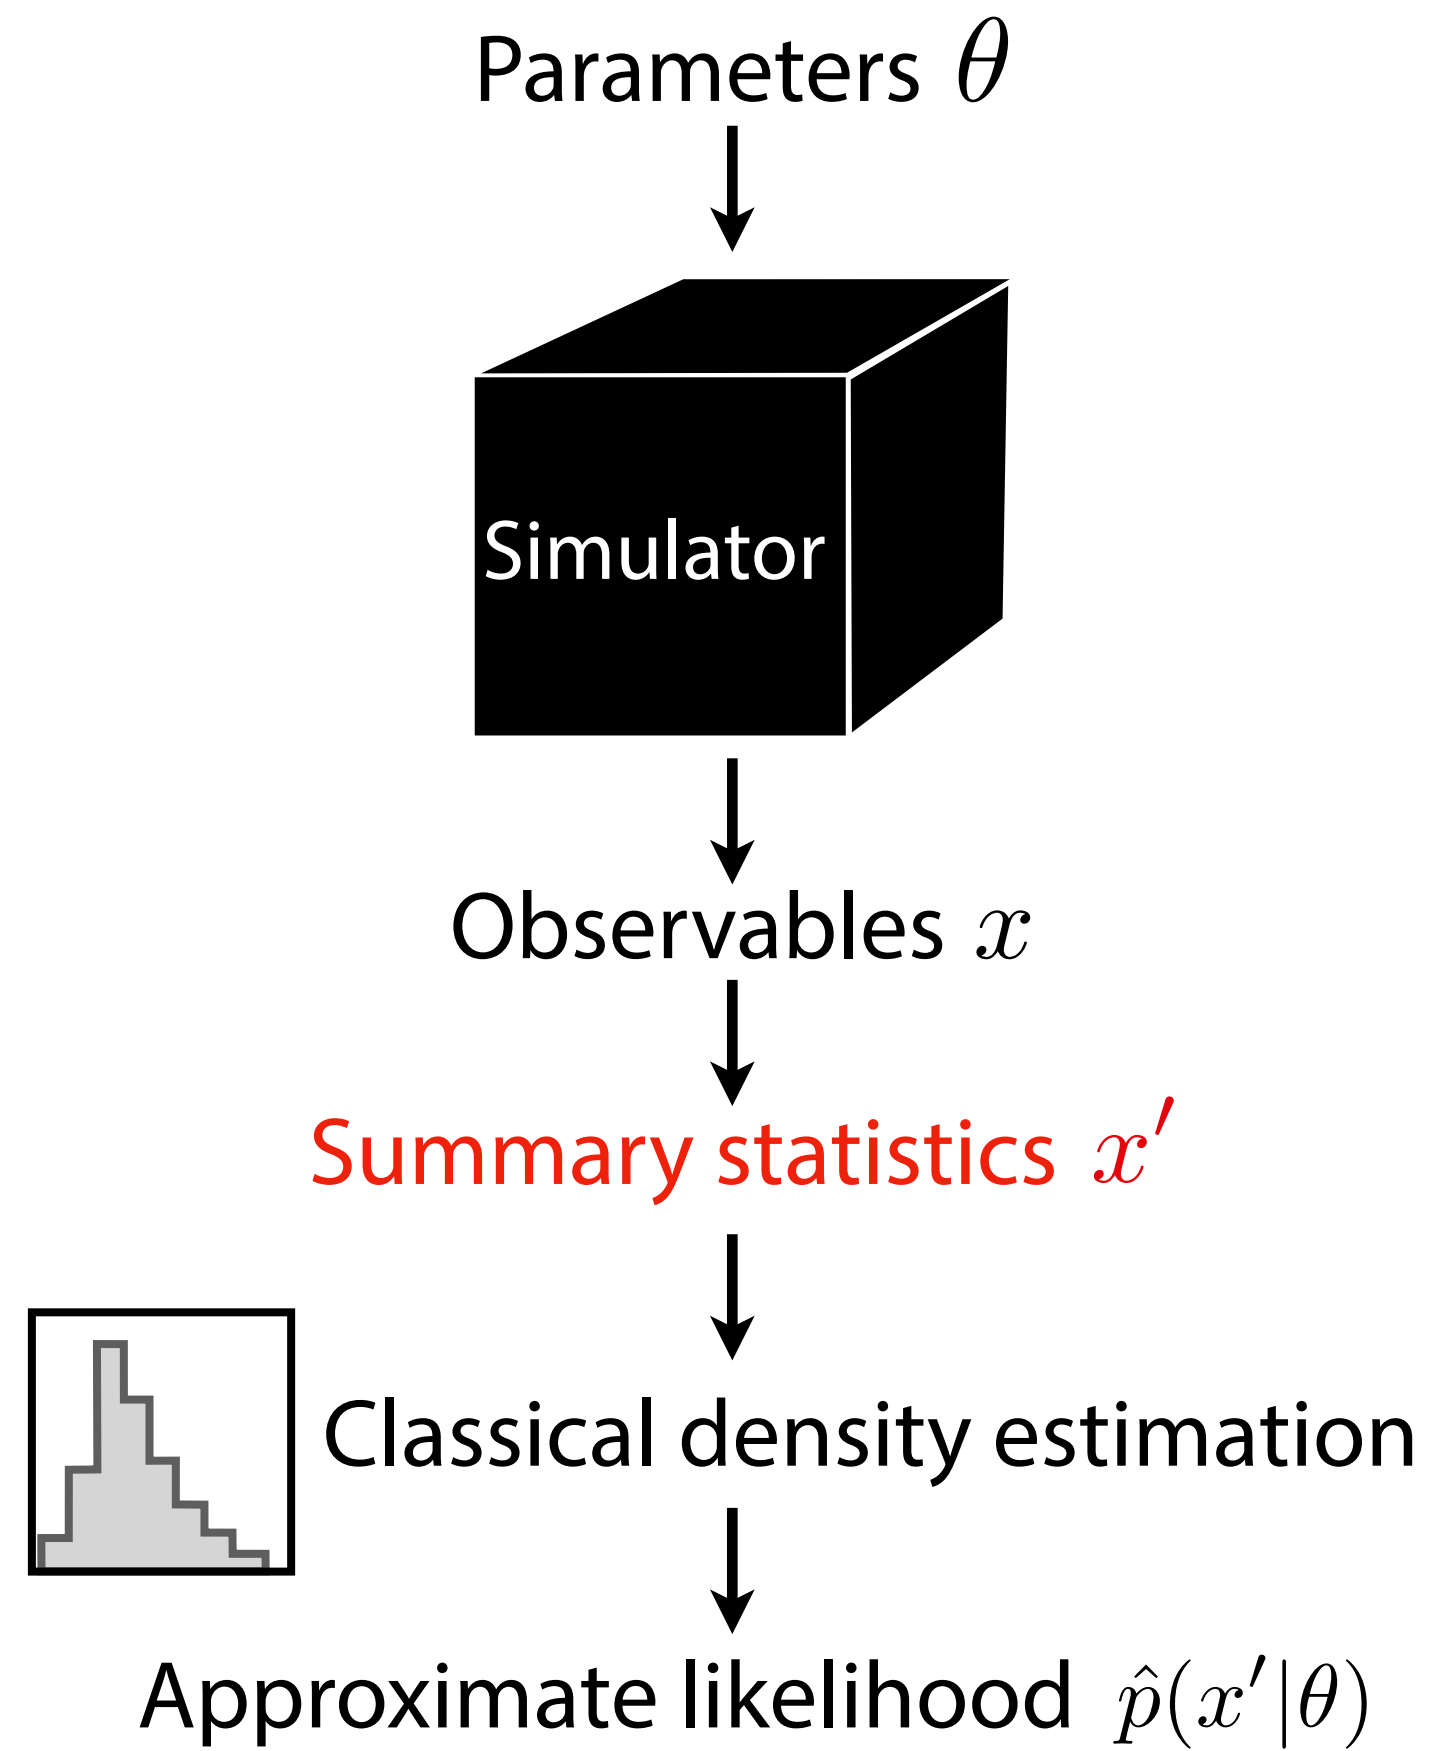 Parameters θ
Simulator
Observables x
Summary statistics x′
Classical density estimation
Approximate likelihood p̂(x′|θ)